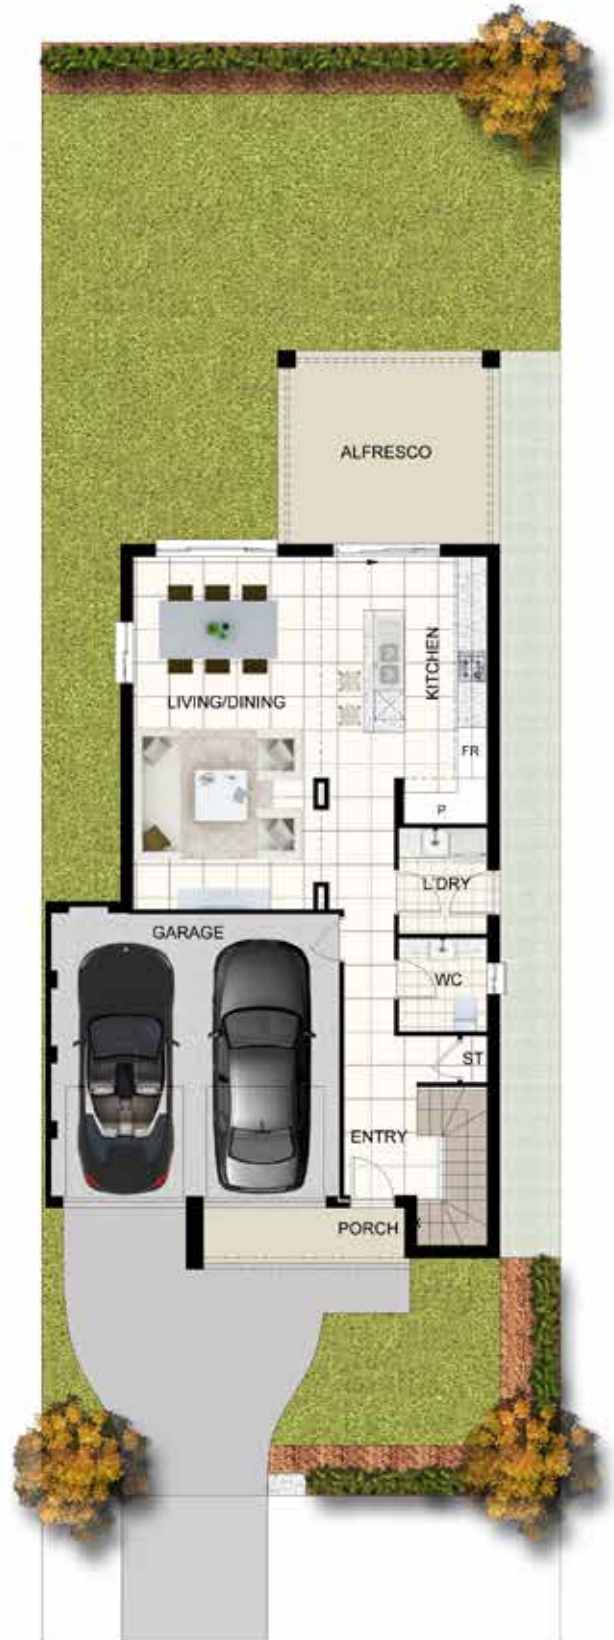 ALFRESCO
KITCHEN
LIVING/DINING
FR
P
L'DRY
GARAGE
WC
ST
ENTRY
PORCH